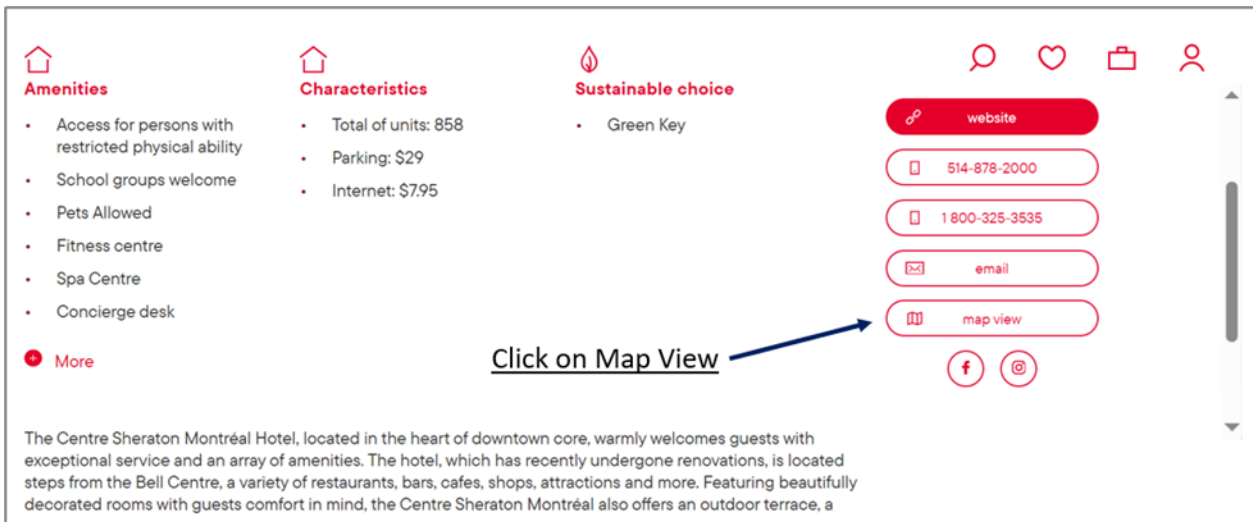 Amenities
Access for persons with
restricted physical ability
School groups welcome
Pets Allowed
Fitness centre
Spa Centre
Concierge desk
More
Characteristics
Total of units: 858
Parking: $29
Internet: $7.95
Sustainable choice
Green Key
website
514-878-2000
1 800-325-3535
email
map view
Click on Map View
The Centre Sheraton Montréal Hotel, located in the heart of downtown core, warmly welcomes guests with
exceptional service and an array of amenities. The hotel, which has recently undergone renovations, is located
steps from the Bell Centre, a variety of restaurants, bars, cafes, shops, attractions and more. Featuring beautifully
decorated rooms with guests comfort in mind, the Centre Sheraton Montréal also offers an outdoor terrace, a